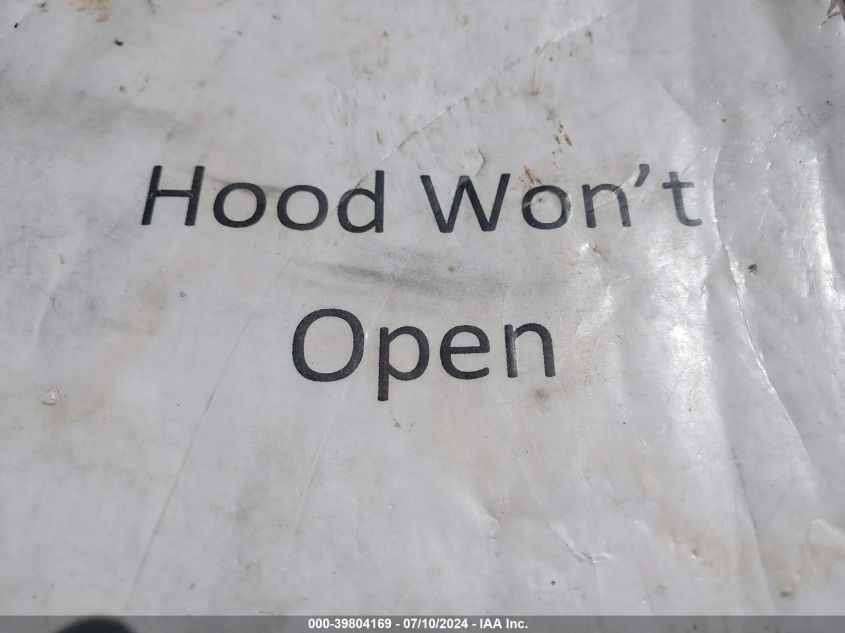 Hood Won’t
Open
000-39804169 - 07/10/2024 - IAA Inc.